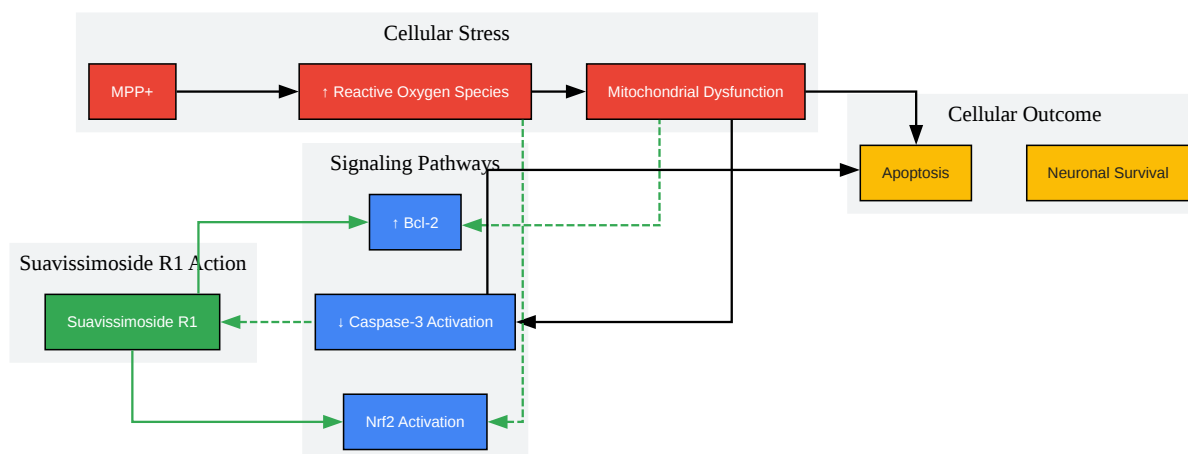 Cellular Stress
MPP+
↑ Reactive Oxygen Species
Mitochondrial Dysfunction
Cellular Outcome
Apoptosis
Neuronal Survival
Signaling Pathways
↑ Bcl-2
Suavissimoside R1 Action
Suavissimoside R1
↓ Caspase-3 Activation
Nrf2 Activation